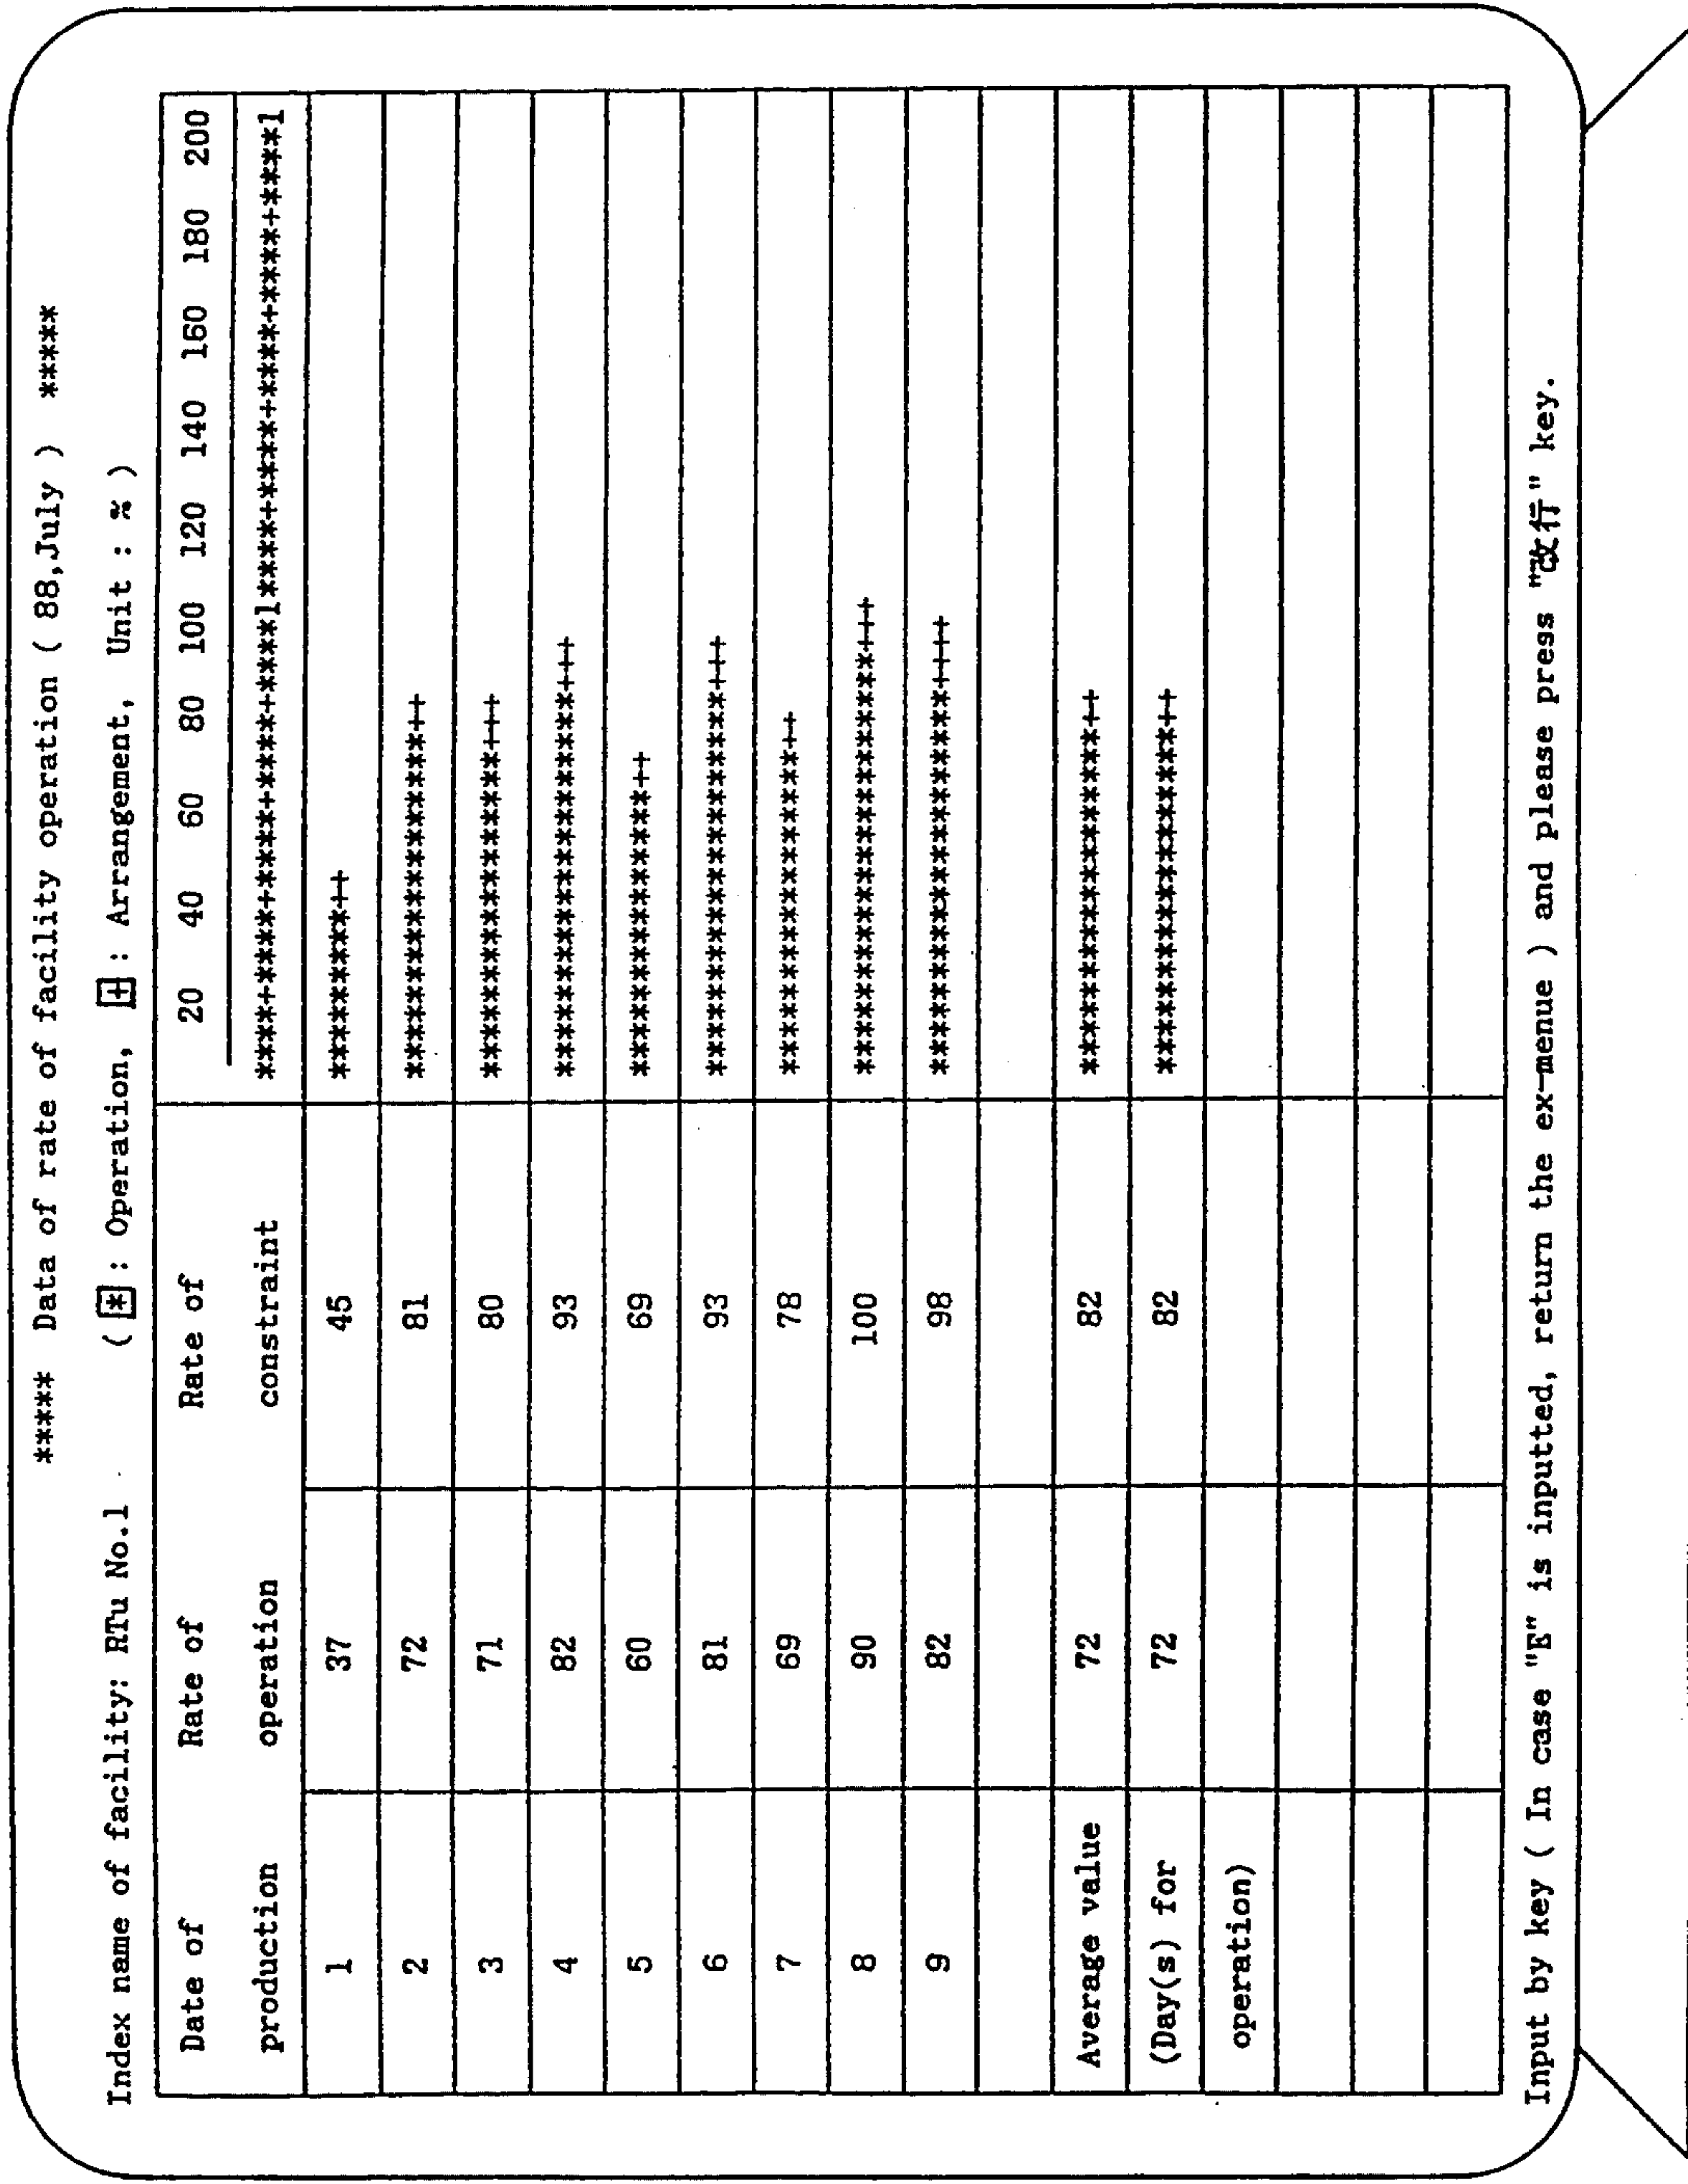 ***** Data of rate of facility operation ( 88,July ) *****
Index name of facility: RTu No.1 ( *: Operation, +: Arrangement, Unit : % )
Date of Rate of Rate of 20 40 60 80 100 120 140 160 180 200
production operation constraint ****+****+****+****+****l****+****+****+****+****l
1 37 45 *********++
2 72 81 ******************++
3 71 80 *****************+++
4 82 93 ********************+++
5 60 69 ***************++
6 81 93 ********************+++
7 69 78 *****************++
8 90 100 **********************+++
9 82 98 ********************++++
Average value 72 82 ******************++
(Day(s) for 72 82 ******************++
operation)
Input by key ( In case "E" is inputted, return the ex-menue ) and please press "改行" key.